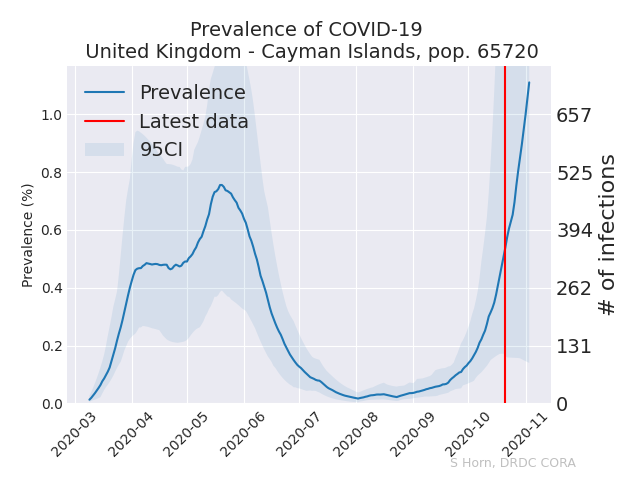 Prevalence of COVID-19
United Kingdom - Cayman Islands, pop. 65720
Prevalence
Latest data
95CI
Prevalence (%)
1.0
0.8
0.6
0.4
0.2
0.0
657
525
394
262
131
0
# of infections
2020-03
2020-04
2020-05
2020-06
2020-07
2020-08
2020-09
2020-10
2020-11
S Horn, DRDC CORA